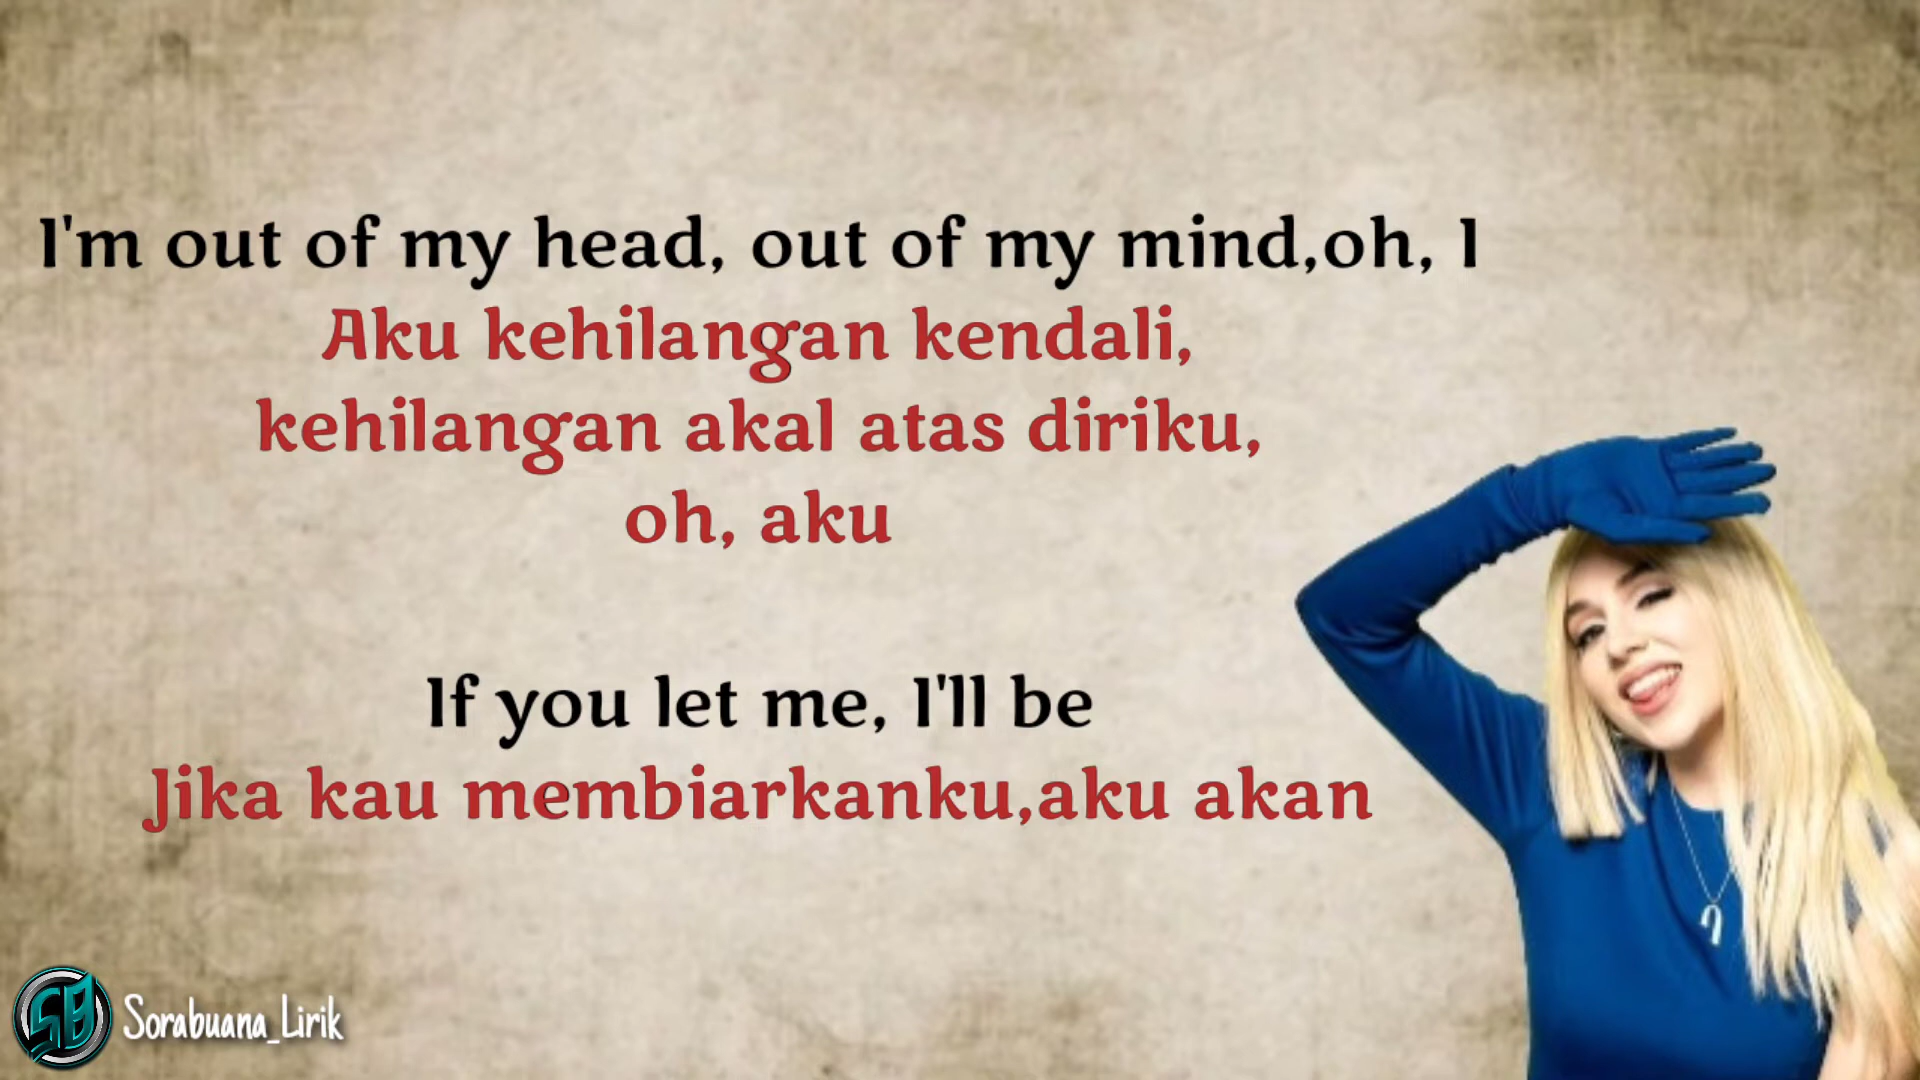 I'm out of my head, out of my mind,oh, I
Aku kehilangan kendali,
kehilangan akal atas diriku,
oh, aku
If you let me, I'll be
Jika kau membiarkanku,aku akan
SB Sorabuana_Lirik